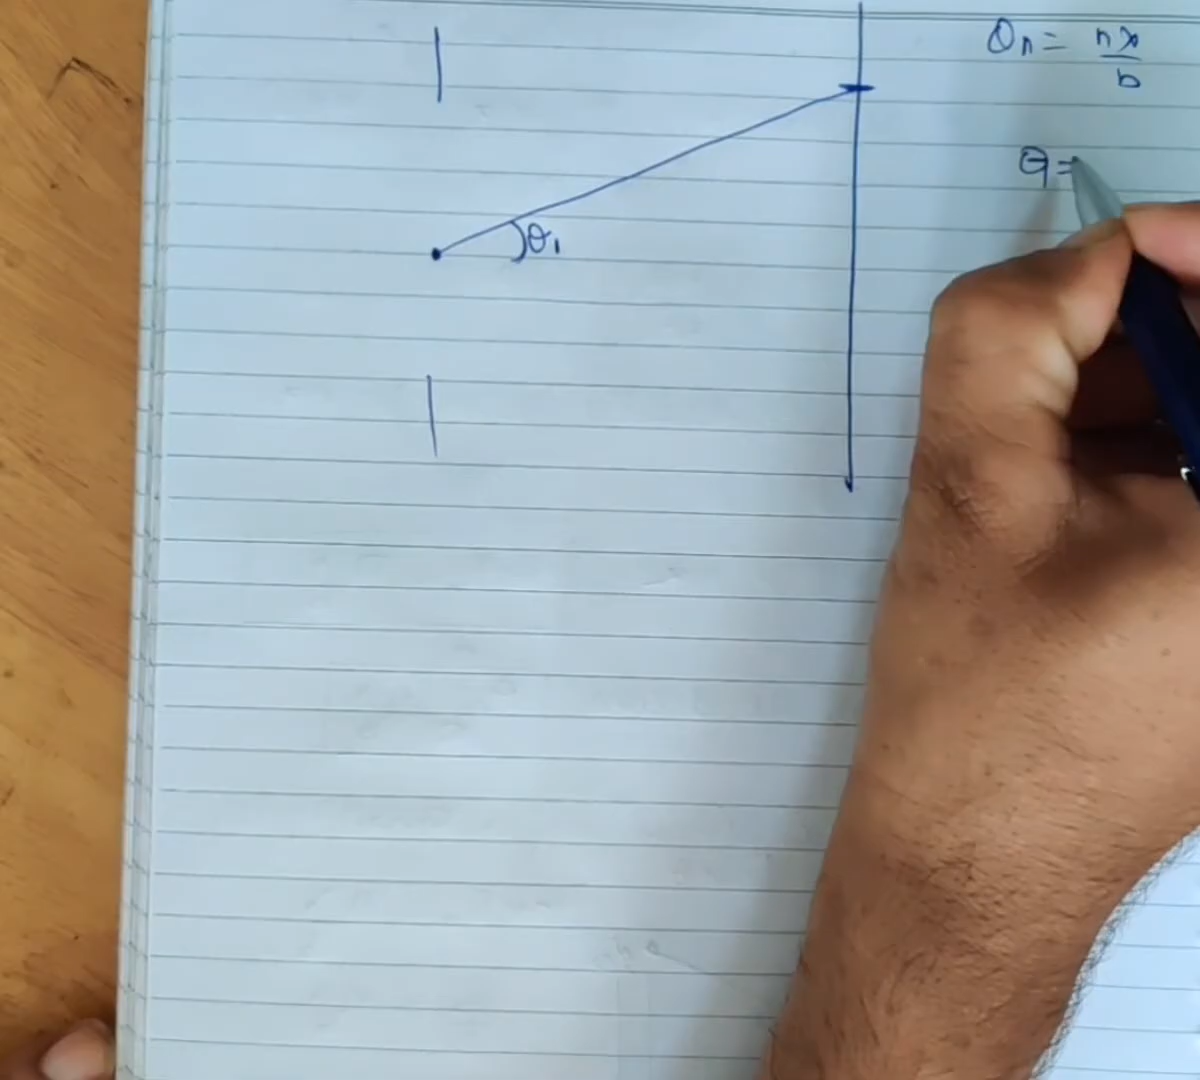 θn = nλ/b
θ =
θ₁